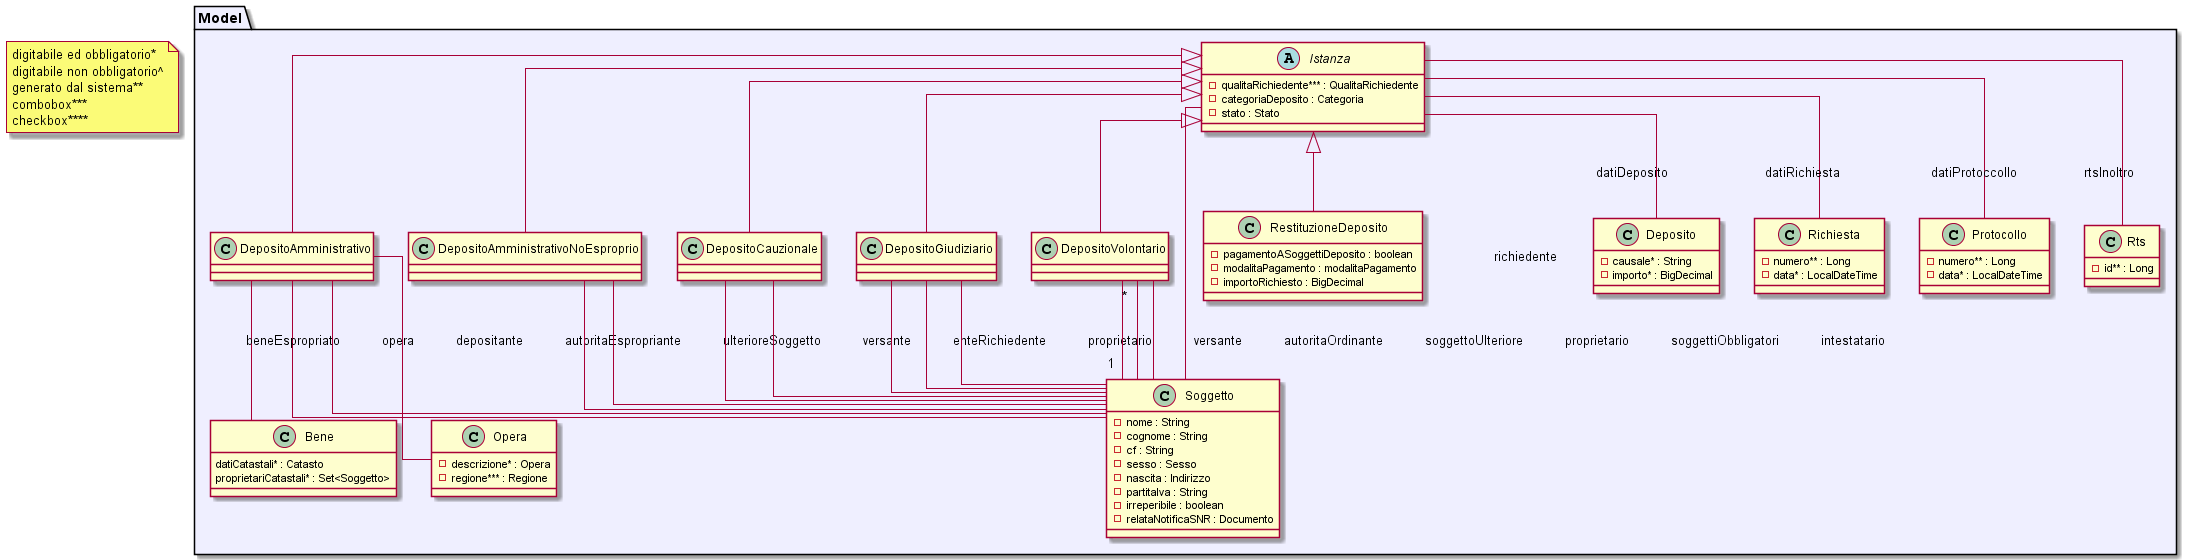 Model
digitabile ed obbligatorio*
digitabile non obbligatorio^
generato dal sistema**
combobox***
checkbox****
A Istanza
qualitaRichiedente*** : QualitaRichiedente
categoriaDeposito : Categoria
stato : Stato
datiDeposito
datiRichiesta
datiProtoccollo
rtsInoltro
C DepositoAmministrativo
C DepositoAmministrativoNoEsproprio
C DepositoCauzionale
C DepositoGiudiziario
C DepositoVolontario
C RestituzioneDeposito
pagamentoASoggettiDeposito : boolean
modalitaPagamento : modalitaPagamento
importoRichiesto : BigDecimal
richiedente
C Deposito
causale* : String
importo* : BigDecimal
C Richiesta
numero** : Long
data* : LocalDateTime
C Protocollo
numero** : Long
data* : LocalDateTime
C Rts
id** : Long
*
beneEspropriato
opera
depositante
autoritaEspropriante
ulterioreSoggetto
versante
enteRichiedente
proprietario
versante
autoritaOrdinante
soggettoUlteriore
proprietario
soggettiObbligatori
intestatario
1
C Bene
datiCatastali* : Catasto
proprietariCatastali* : Set<Soggetto>
C Opera
descrizione* : Opera
regione*** : Regione
C Soggetto
nome : String
cognome : String
cf : String
sesso : Sesso
nascita : Indirizzo
partitaIva : String
irreperibile : boolean
relataNotificaSNR : Documento